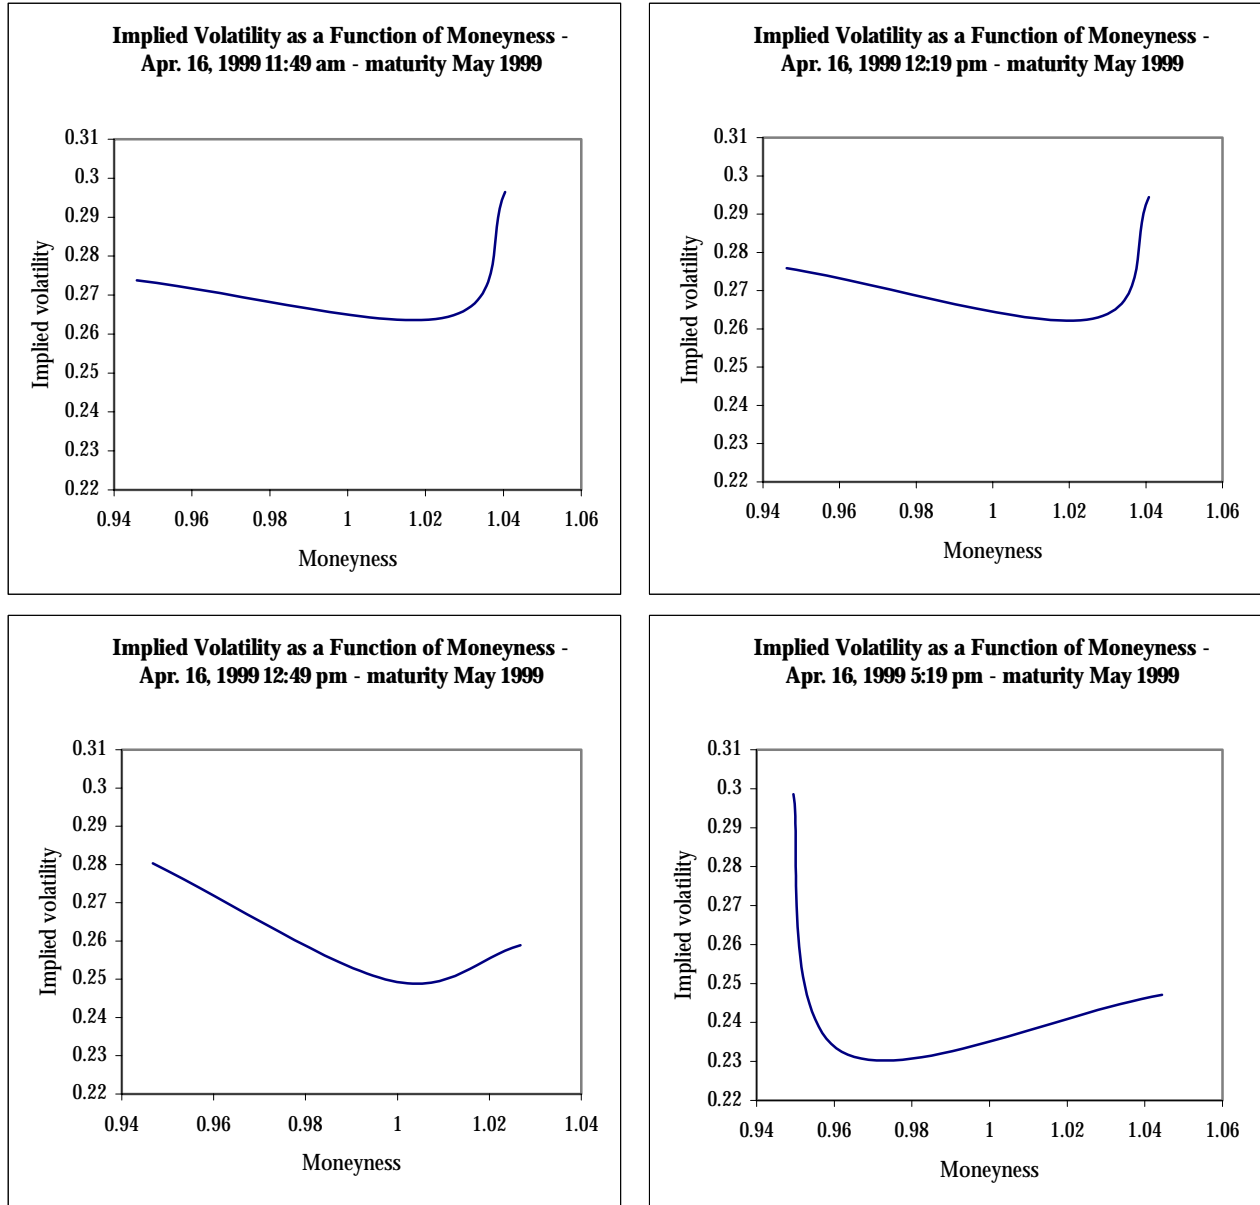 Implied Volatility as a Function of Moneyness -
Apr. 16, 1999 11:49 am - maturity May 1999
0.31
0.3
0.29
0.28
0.27
0.26
0.25
0.24
0.23
0.22
Implied volatility
0.94 0.96 0.98 1 1.02 1.04 1.06
Moneyness
Implied Volatility as a Function of Moneyness -
Apr. 16, 1999 12:19 pm - maturity May 1999
0.31
0.3
0.29
0.28
0.27
0.26
0.25
0.24
0.23
0.22
Implied volatility
0.94 0.96 0.98 1 1.02 1.04 1.06
Moneyness
Implied Volatility as a Function of Moneyness -
Apr. 16, 1999 12:49 pm - maturity May 1999
0.31
0.3
0.29
0.28
0.27
0.26
0.25
0.24
0.23
0.22
Implied volatility
0.94 0.96 0.98 1 1.02 1.04
Moneyness
Implied Volatility as a Function of Moneyness -
Apr. 16, 1999 5:19 pm - maturity May 1999
0.31
0.3
0.29
0.28
0.27
0.26
0.25
0.24
0.23
0.22
Implied volatility
0.94 0.96 0.98 1 1.02 1.04 1.06
Moneyness